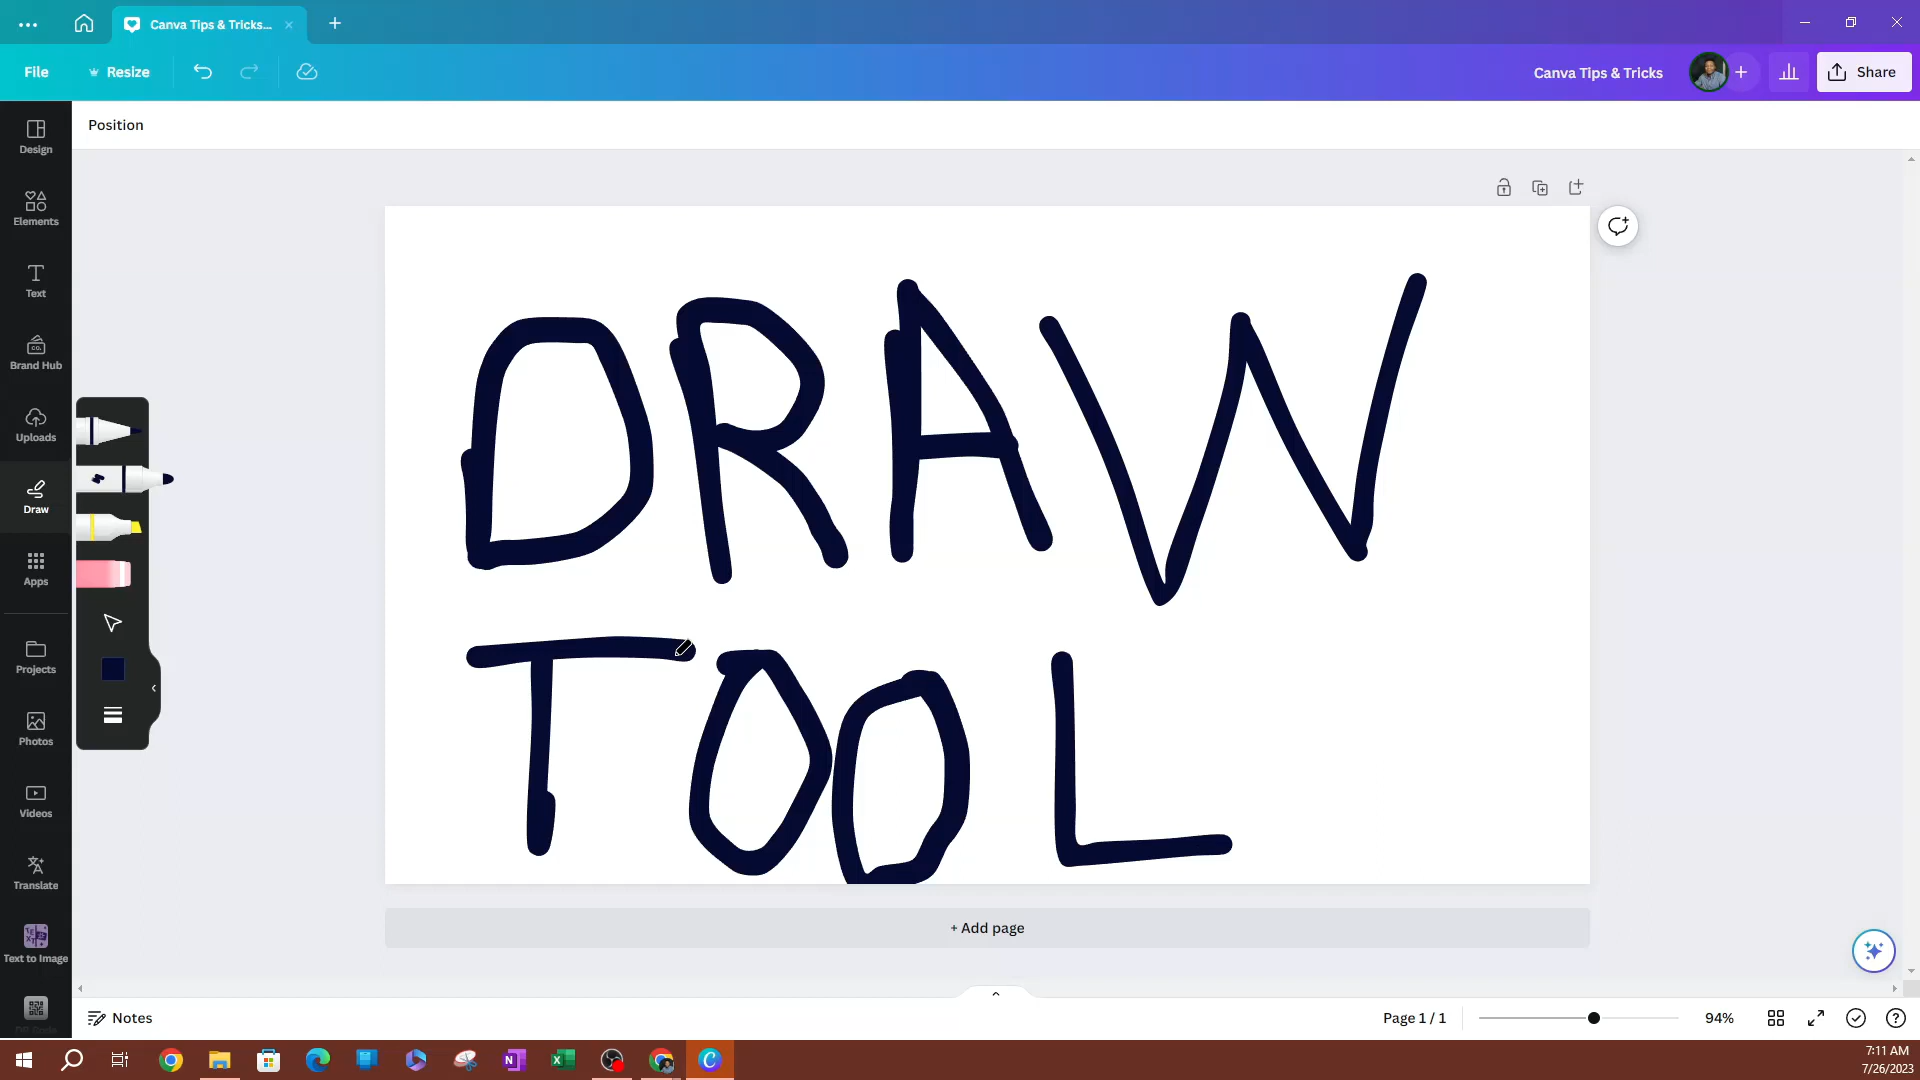 Canva Tips & Tricks...
File
Resize
Canva Tips & Tricks
Share
Position
Design
Elements
Text
Brand Hub
CO.
Uploads
Draw
Apps
Projects
Photos
Videos
Translate
Text to Image
DRAW
TOOL
+ Add page
Notes
Page 1 / 1
94%
7:11 AM
7/26/2023